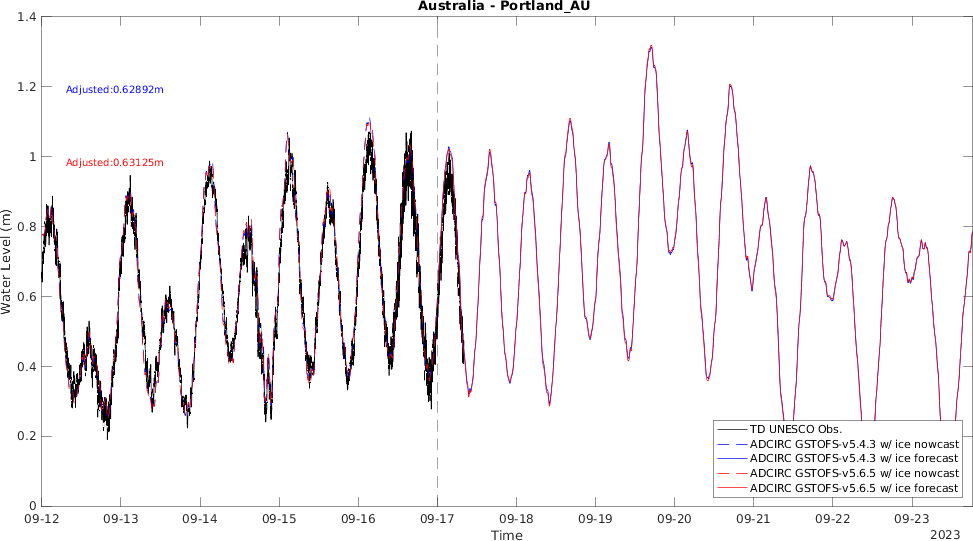 Australia - Portland_AU
1.4
1.2
1
0.8
0.6
0.4
0.2
0
Water Level (m)
Adjusted:0.62892m
Adjusted:0.63125m
TD UNESCO Obs.
ADCIRC GSTOFS-v5.4.3 w/ ice nowcast
ADCIRC GSTOFS-v5.4.3 w/ ice forecast
ADCIRC GSTOFS-v5.6.5 w/ ice nowcast
ADCIRC GSTOFS-v5.6.5 w/ ice forecast
09-12 09-13 09-14 09-15 09-16 09-17 09-18 09-19 09-20 09-21 09-22 09-23
Time
2023